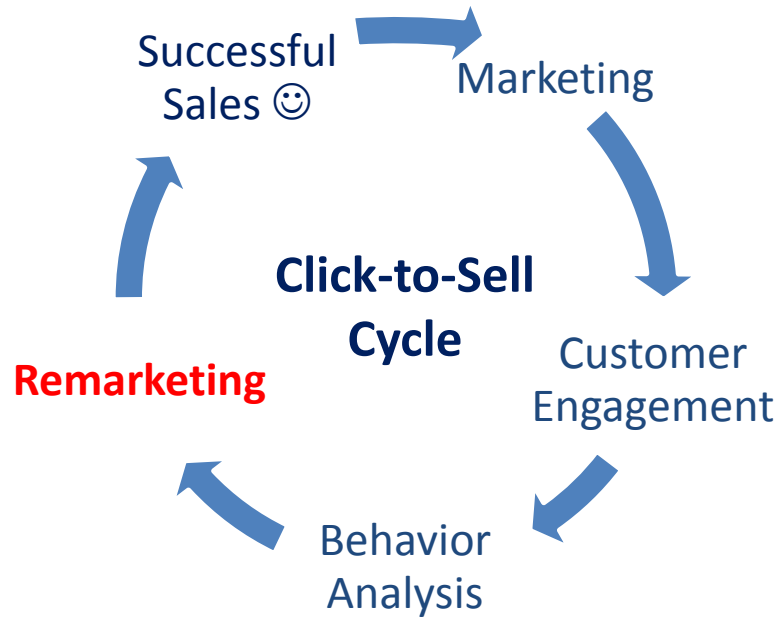 Successful
Sales ☺
Marketing
Click-to-Sell
Cycle
Customer
Engagement
Remarketing
Behavior
Analysis